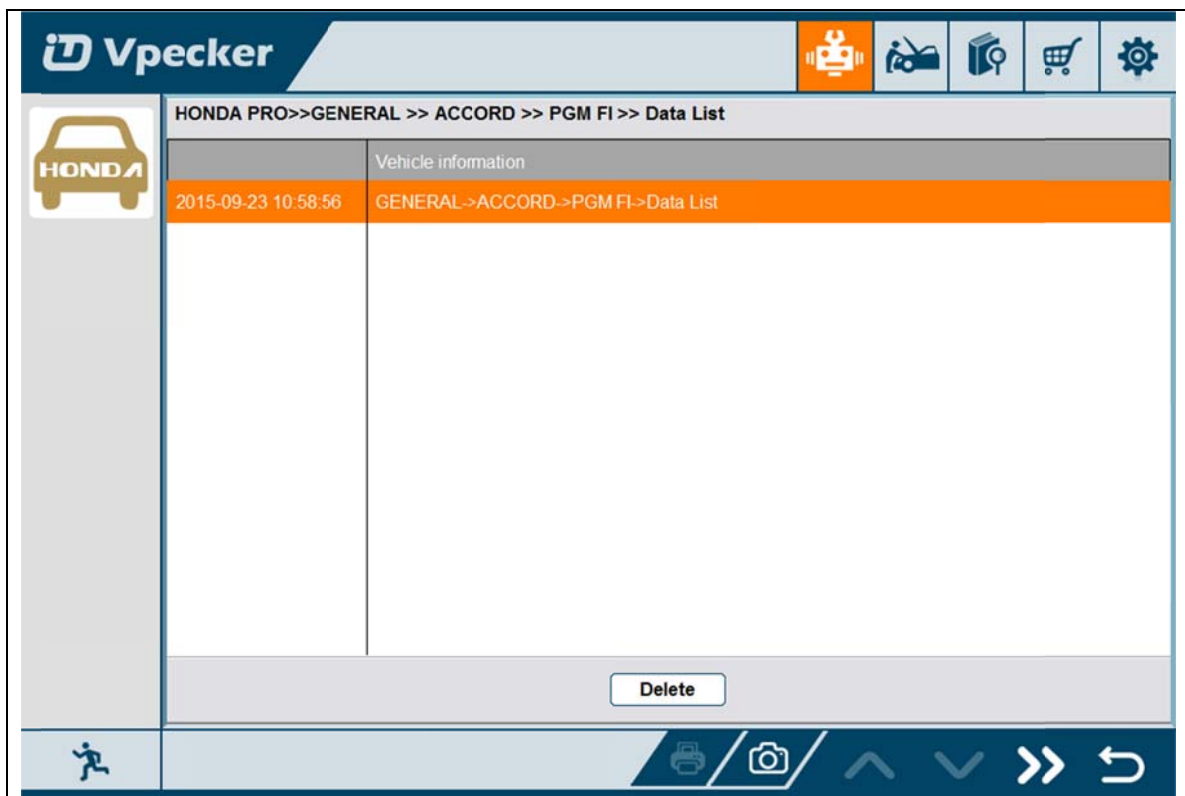 Vpecker
HONDA PRO>>GENERAL >> ACCORD >> PGM FI >> Data List
HONDA
Vehicle information
2015-09-23 10:58:56 GENERAL->ACCORD->PGM FI->Data List
Delete